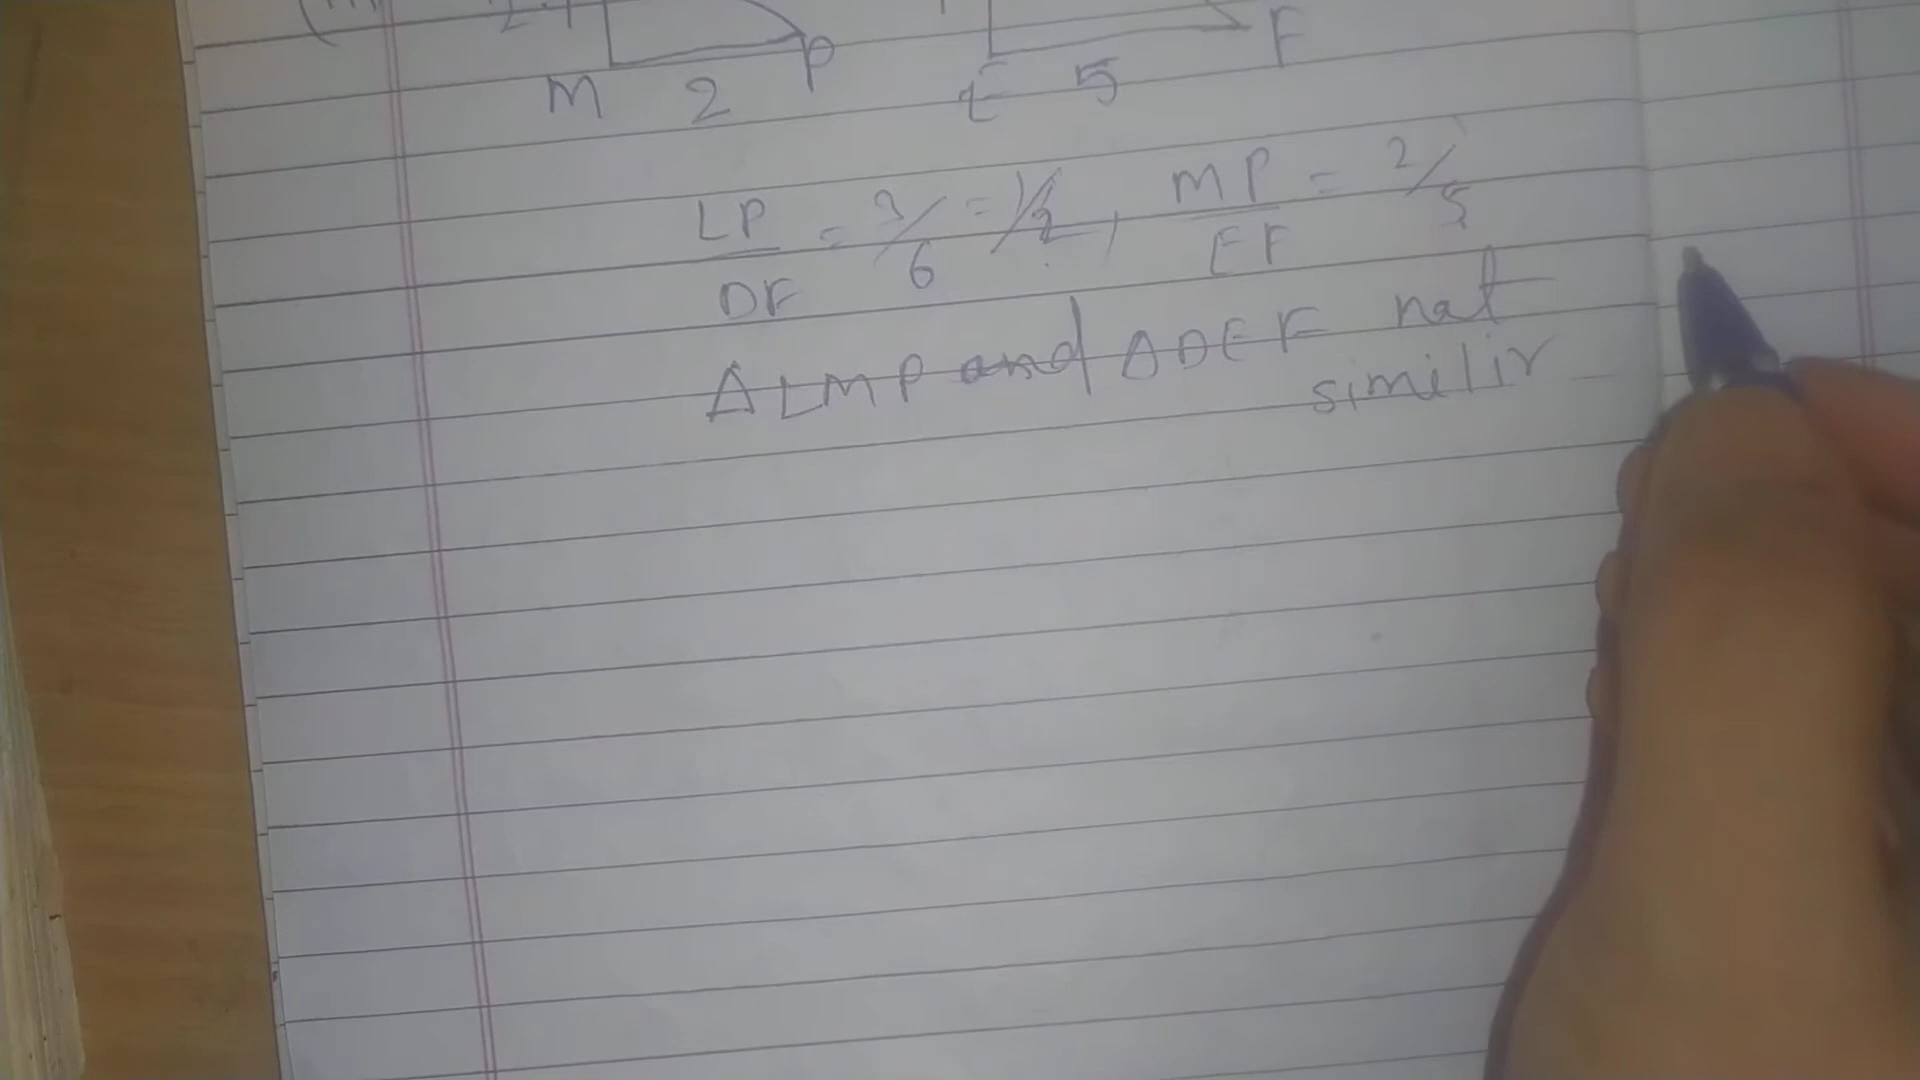 M 2 P E 5 F
LP/DF = 3/6 = 1/2, MP/EF = 2/5
ΔLMP and ΔDEF not
similir